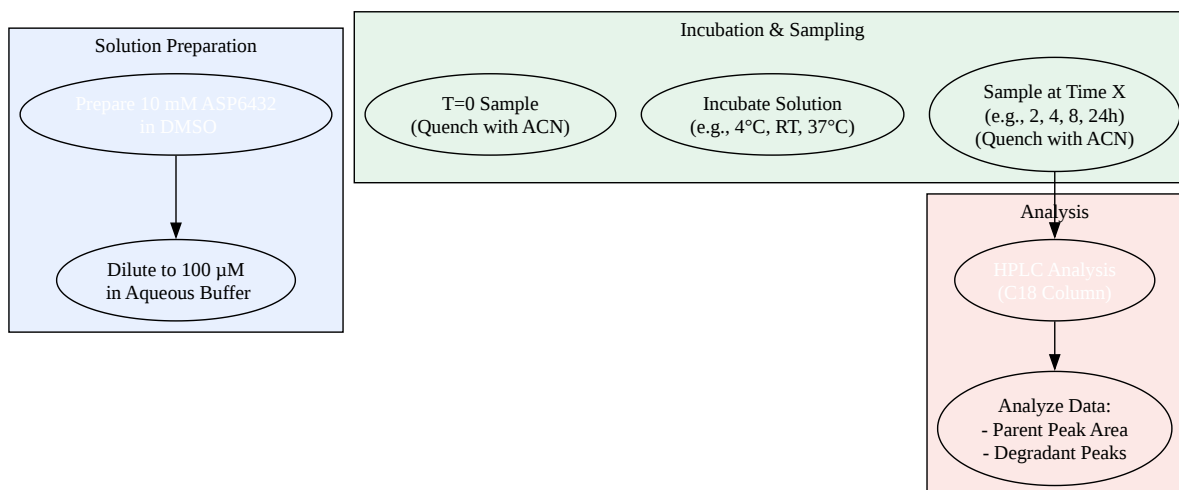 Solution Preparation
Prepare 10 mM ASP6432
in DMSO
Dilute to 100 µM
in Aqueous Buffer
Incubation & Sampling
T=0 Sample
(Quench with ACN)
Incubate Solution
(e.g., 4°C, RT, 37°C)
Sample at Time X
(e.g., 2, 4, 8, 24h)
(Quench with ACN)
Analysis
HPLC Analysis
(C18 Column)
Analyze Data:
- Parent Peak Area
- Degradant Peaks